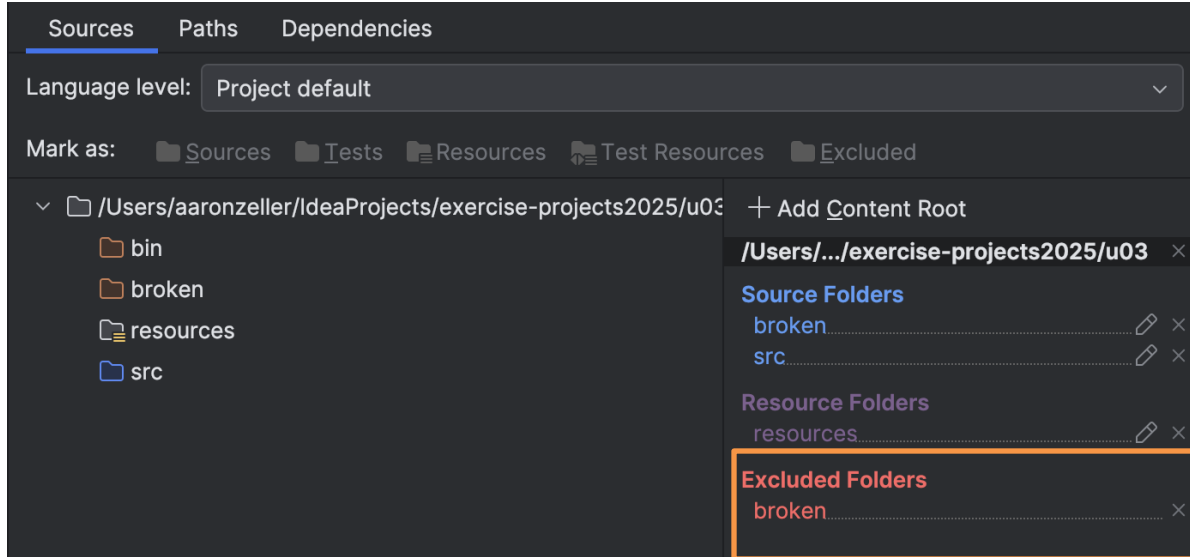 Sources Paths Dependencies
Language level: Project default
Mark as: Sources Tests Resources Test Resources Excluded
/Users/aaronzeller/IdeaProjects/exercise-projects2025/u03
bin
broken
resources
src
Add Content Root
/Users/.../exercise-projects2025/u03
Source Folders
broken
src
Resource Folders
resources
Excluded Folders
broken